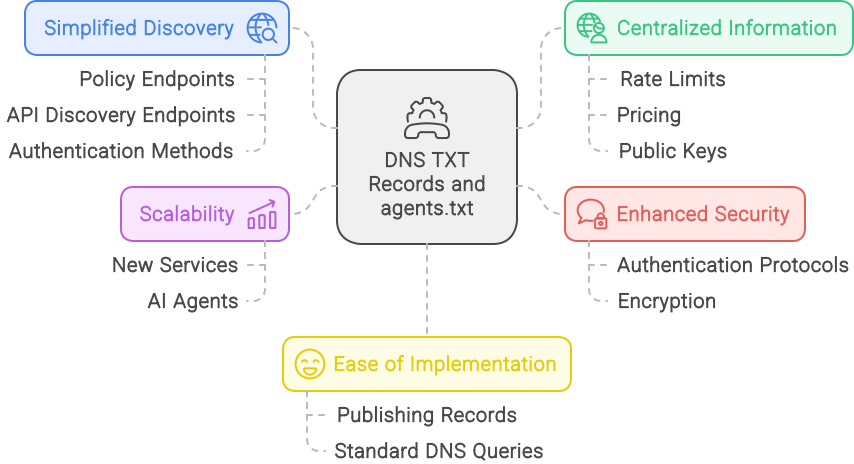 Simplified Discovery
Policy Endpoints
API Discovery Endpoints
Authentication Methods
Centralized Information
Rate Limits
Pricing
Public Keys
DNS TXT
Records and
agents.txt
Scalability
New Services
AI Agents
Enhanced Security
Authentication Protocols
Encryption
Ease of Implementation
Publishing Records
Standard DNS Queries